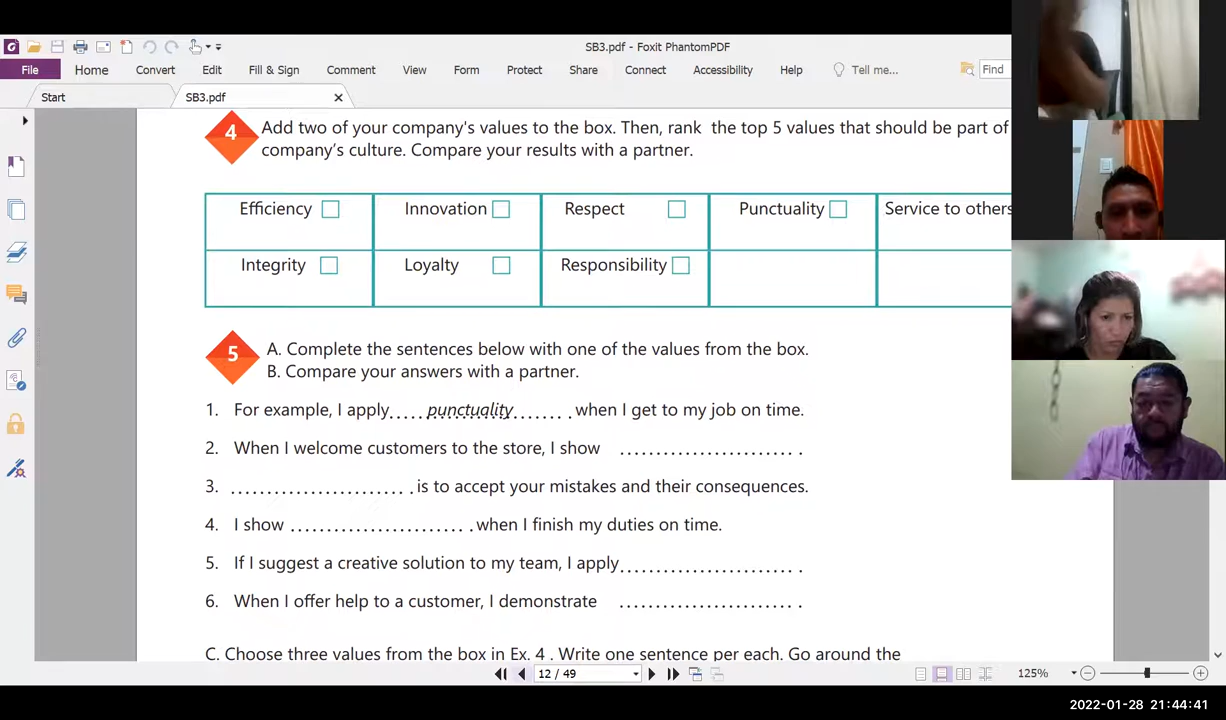 SB3.pdf - Foxit PhantomPDF
File Home Convert Edit Fill & Sign Comment View Form Protect Share Connect Accessibility Help Tell me... Find
Start SB3.pdf
4 Add two of your company's values to the box. Then, rank the top 5 values that should be part of
company's culture. Compare your results with a partner.
Efficiency Innovation Respect Punctuality Service to others
Integrity Loyalty Responsibility
5 A. Complete the sentences below with one of the values from the box.
B. Compare your answers with a partner.
1. For example, I apply.....punctuality....... .when I get to my job on time.
2. When I welcome customers to the store, I show ........................ .
3. ........................ .is to accept your mistakes and their consequences.
4. I show ........................ .when I finish my duties on time.
5. If I suggest a creative solution to my team, I apply........................ .
6. When I offer help to a customer, I demonstrate ........................ .
C. Choose three values from the box in Ex. 4 . Write one sentence per each. Go around the
12 / 49 125%
2022-01-28 21:44:41